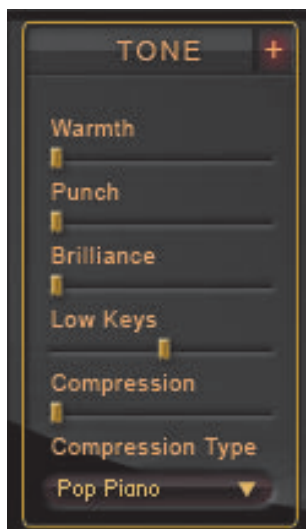 TONE +
Warmth
Punch
Brilliance
Low Keys
Compression
Compression Type
Pop Piano